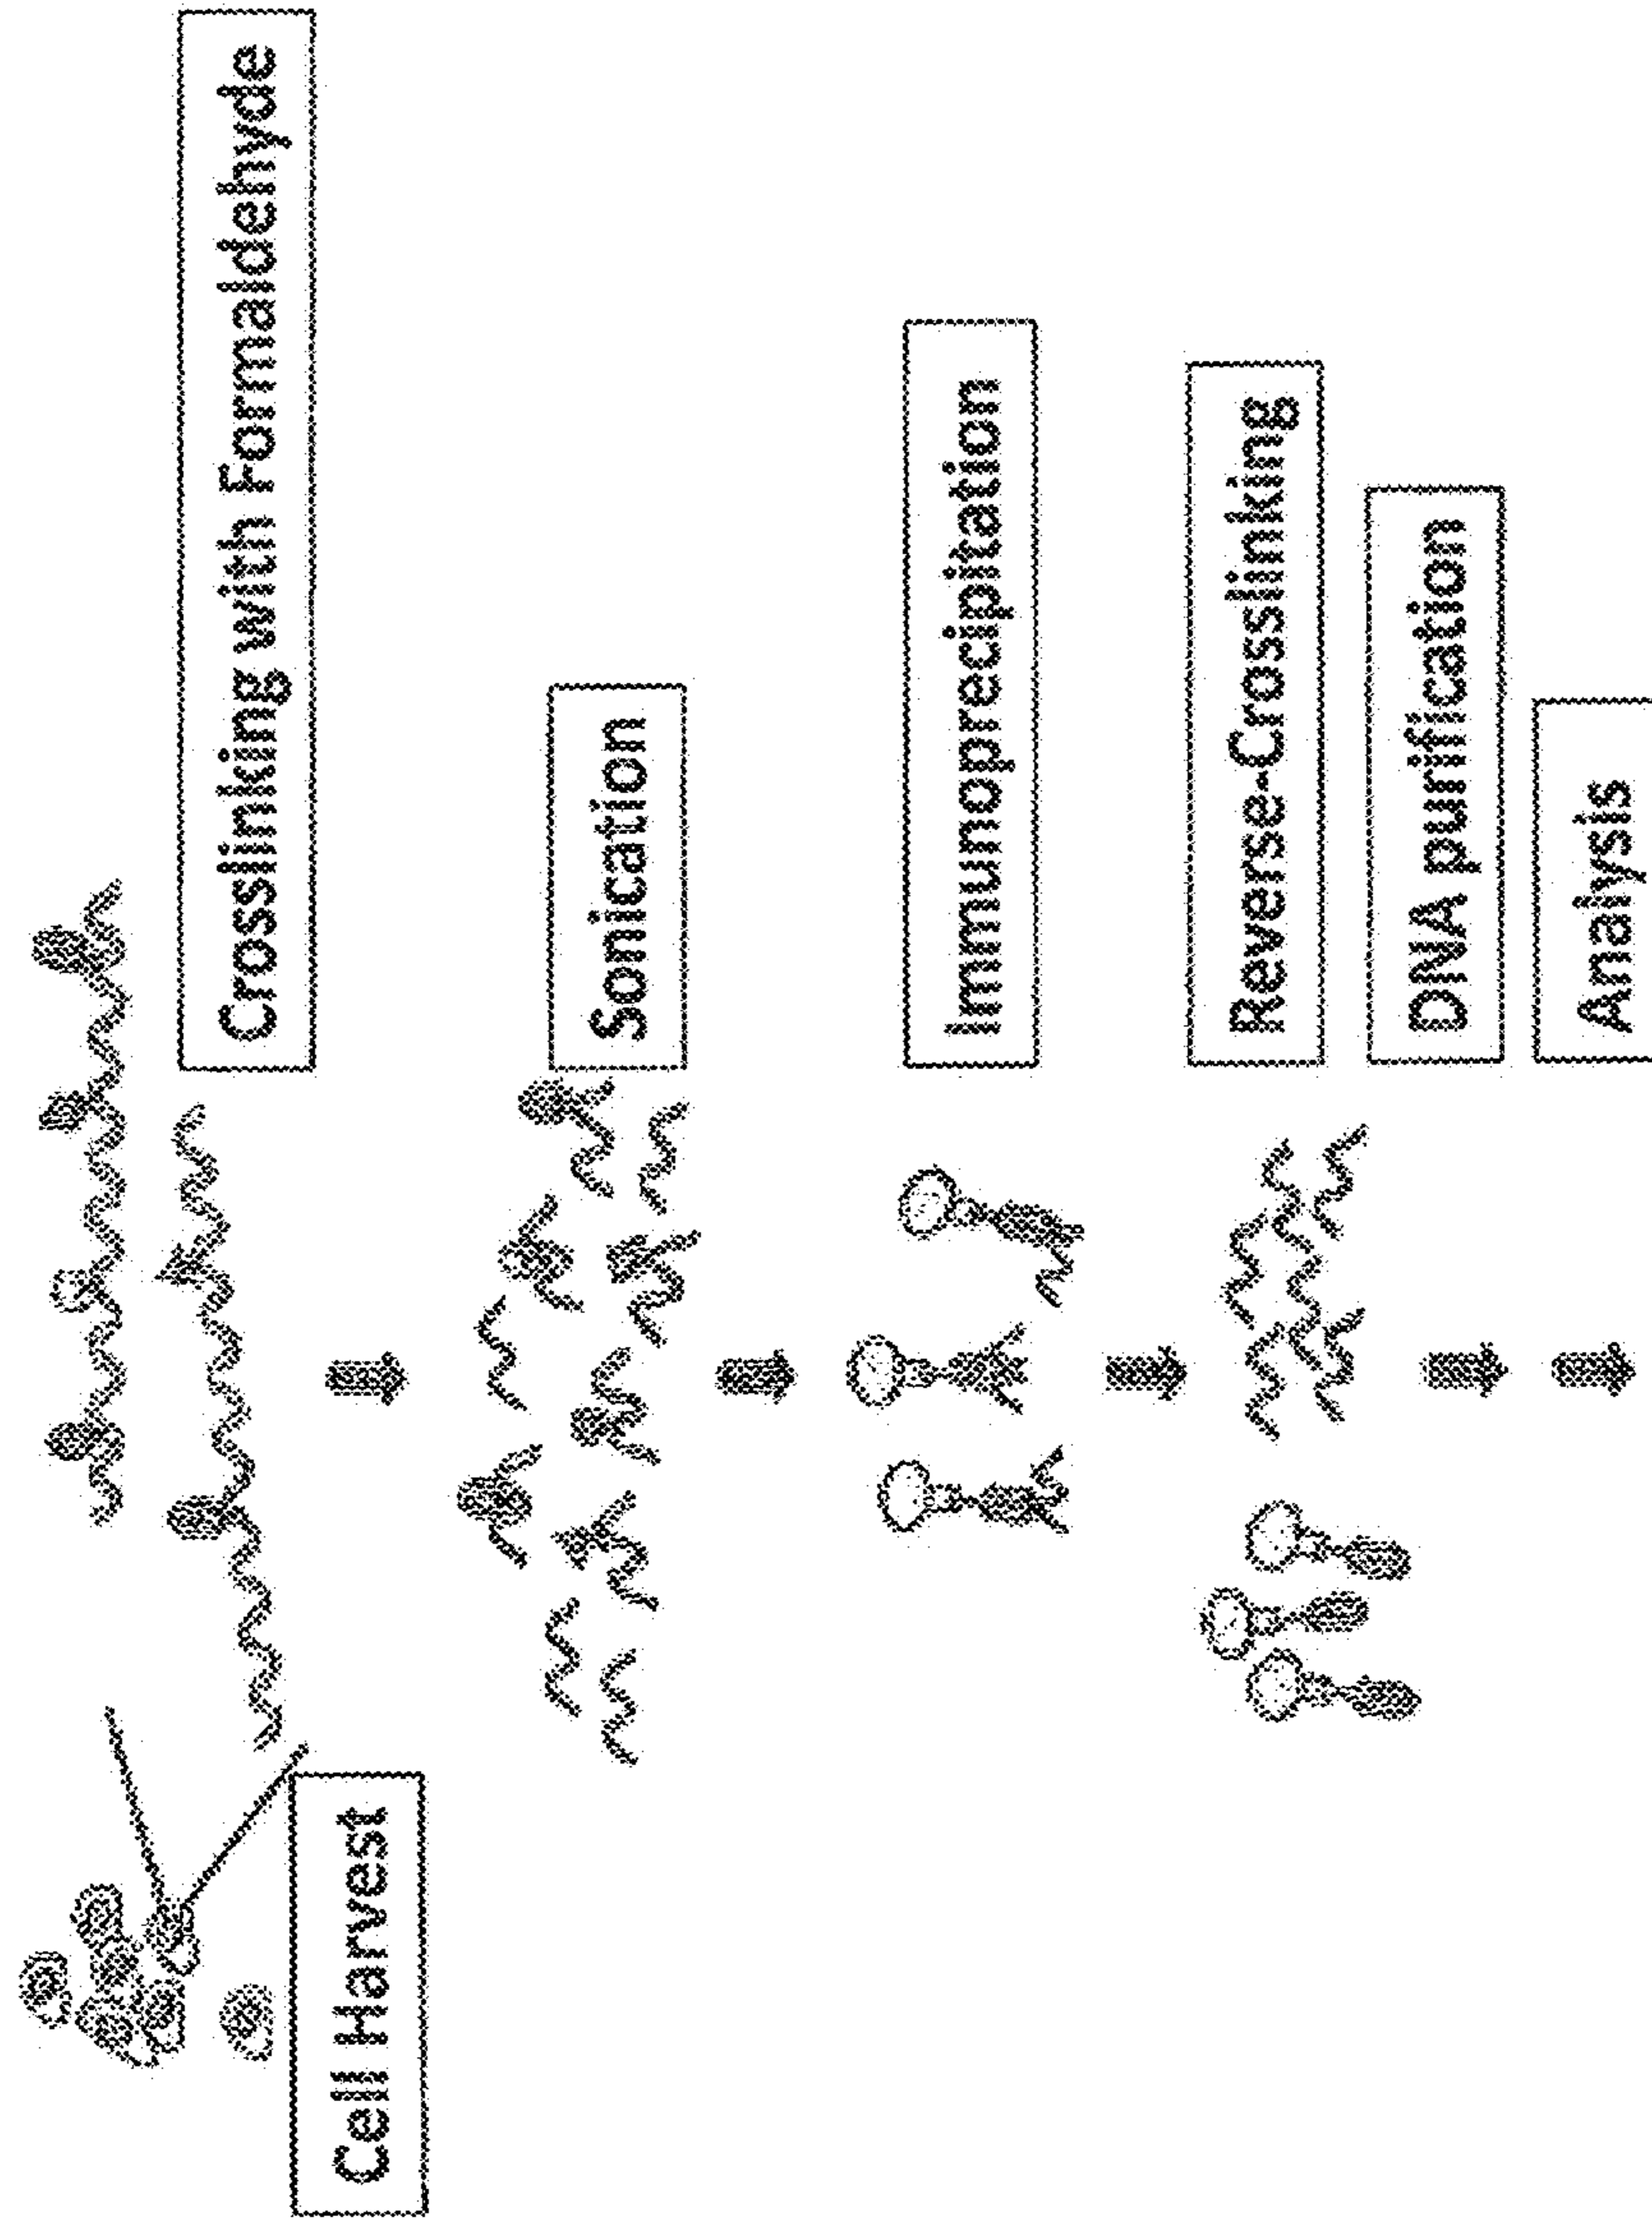 Cell Harvest
Crosslinking with Formaldehyde
Sonication
Immunoprecipitation
Reverse-Crosslinking
DNA purification
Analysis